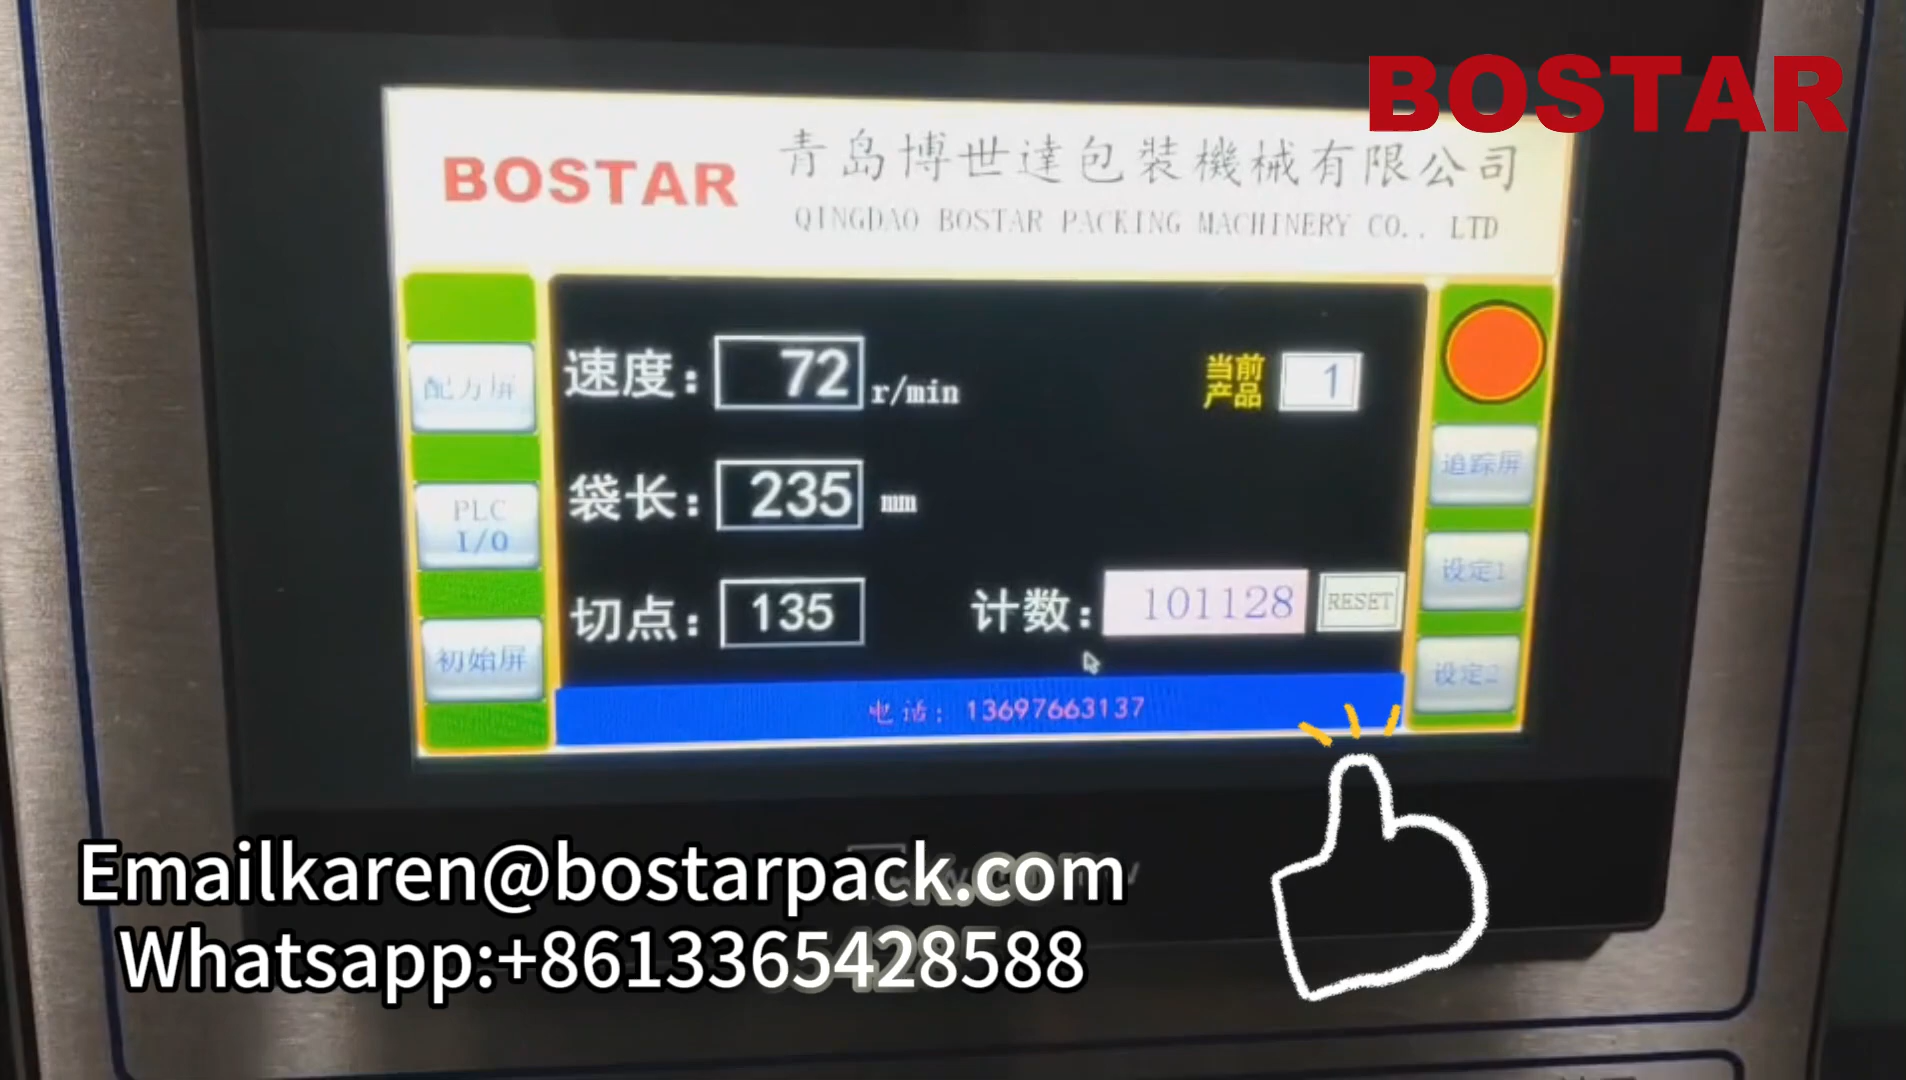 BOSTAR
BOSTAR
青岛博世達包裝機械有限公司
QINGDAO BOSTAR PACKING MACHINERY CO.. LTD
配方屏
速度: 72 r/min
当前产品 1
追踪屏
PLC I/O
袋长: 235 mm
设定1
初始屏
切点: 135
计数: 101128 RESET
设定2
电话: 13697663137
Emailkaren@bostarpack.com
Whatsapp:+8613365428588